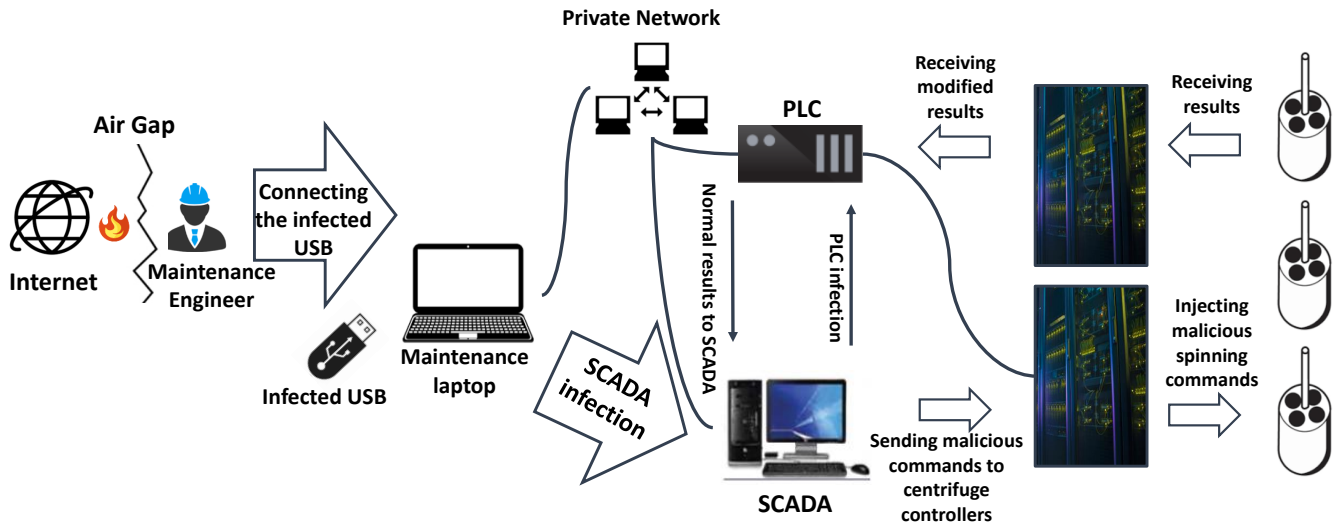 Private Network
Air Gap
Internet
Maintenance
Engineer
Connecting
the infected
USB
Infected USB
Maintenance
laptop
SCADA
infection
PLC
Normal results to SCADA
PLC infection
SCADA
Receiving
modified
results
Receiving
results
Sending malicious
commands to
centrifuge
controllers
Injecting
malicious
spinning
commands